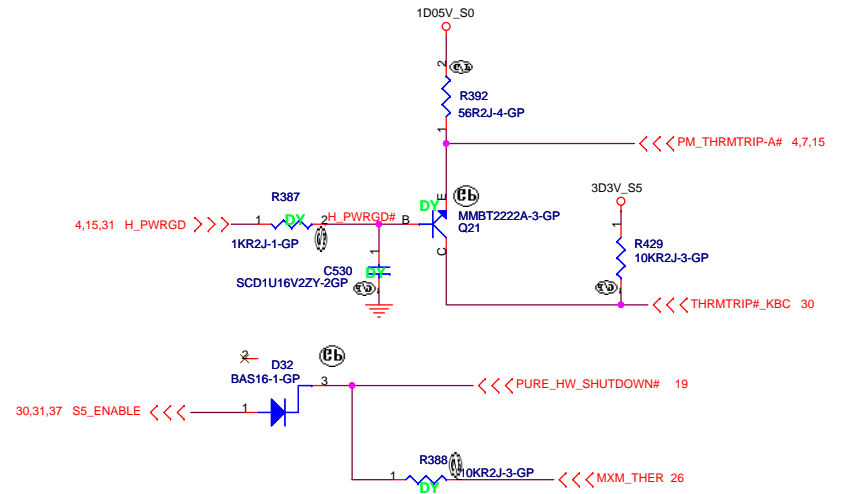 1D05V_S0
2
R392
56R2J-4-GP
1
PM_THRMTRIP-A# 4,7,15
3D3V_S5
E
DY
MMBT2222A-3-GP
Q21
R387
4,15,31 H_PWRGD
1
DY
2
H_PWRGD#
B
1KR2J-1-GP
C
1
R429
10KR2J-3-GP
1
C530
DY
SCD1U16V2ZY-2GP
THRMTRIP#_KBC 30
2
D32
BAS16-1-GP
3
PURE_HW_SHUTDOWN# 19
30,31,37 S5_ENABLE
1
R388
1
DY
10KR2J-3-GP
MXM_THER 26